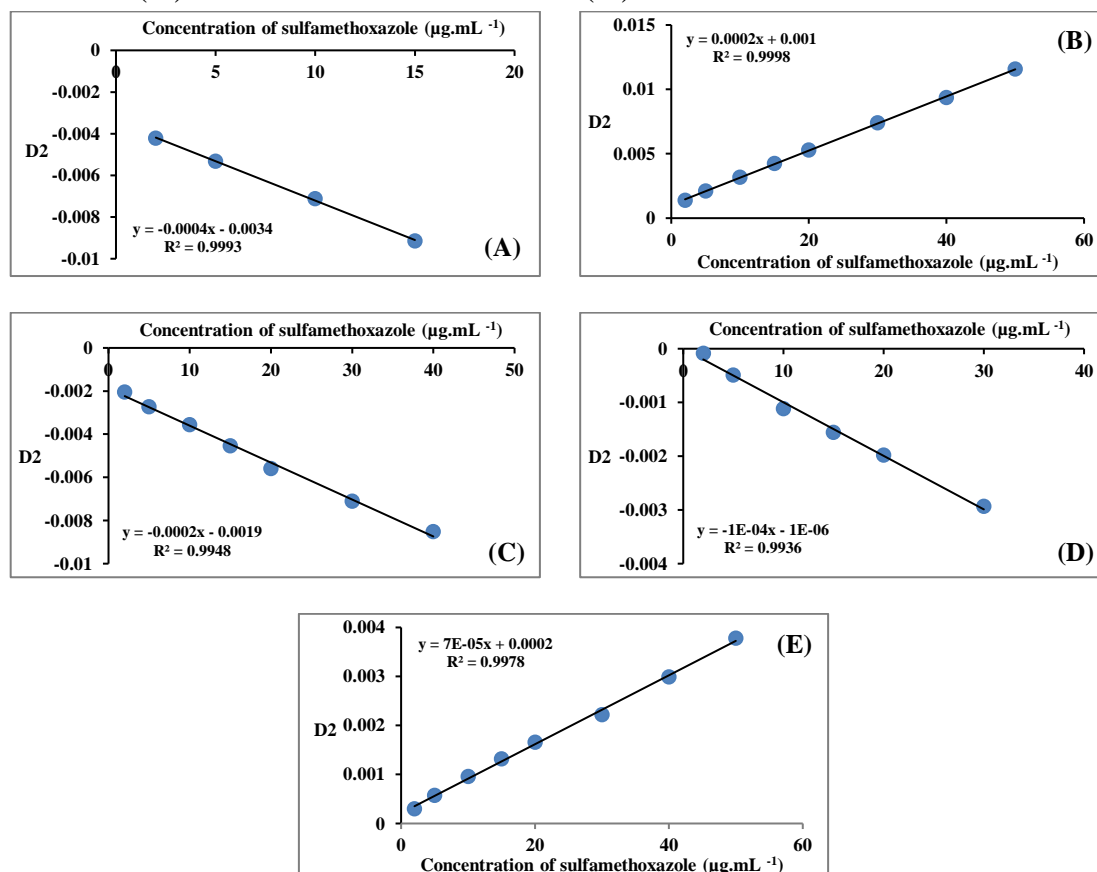 Concentration of sulfamethoxazole (µg.mL -1)
0
0 5 10 15 20
-0.002
-0.004
D2
-0.006
-0.008
y = -0.0004x - 0.0034
R² = 0.9993
-0.01
(A)
0.015
y = 0.0002x + 0.001
R² = 0.9998
(B)
0.01
D2
0.005
0
0 20 40 60
Concentration of sulfamethoxazole (µg.mL -1)
Concentration of sulfamethoxazole (µg.mL -1)
0
0 10 20 30 40 50
-0.002
-0.004
D2
-0.006
-0.008
y = -0.0002x - 0.0019
R² = 0.9948
-0.01
(C)
Concentration of sulfamethoxazole (µg.mL -1)
0
0 10 20 30 40
-0.001
D2 -0.002
-0.003
y = -1E-04x - 1E-06
R² = 0.9936
-0.004
(D)
0.004
y = 7E-05x + 0.0002
R² = 0.9978
(E)
0.003
D2 0.002
0.001
0
0 20 40 60
Concentration of sulfamethoxazole (µg.mL -1)